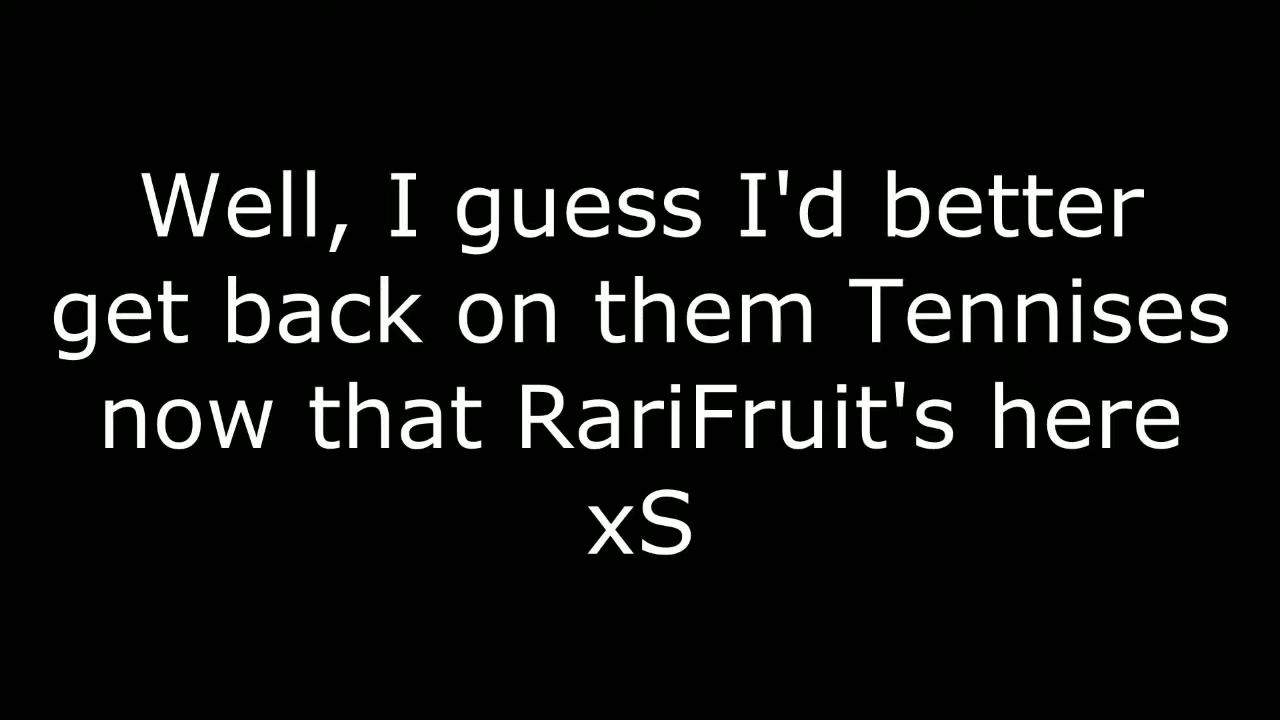 Well, I guess I'd better
get back on them Tennises
now that RariFruit's here
xS